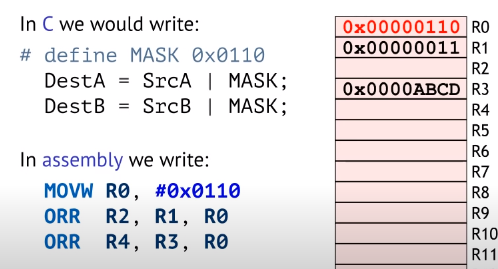 In C we would write:
# define MASK 0x0110
DestA = SrcA | MASK;
DestB = SrcB | MASK;
In assembly we write:
MOVW R0, #0x0110
ORR R2, R1, R0
ORR R4, R3, R0
0x00000110 R0
0x00000011 R1
R2
0x0000ABCD R3
R4
R5
R6
R7
R8
R9
R10
R11